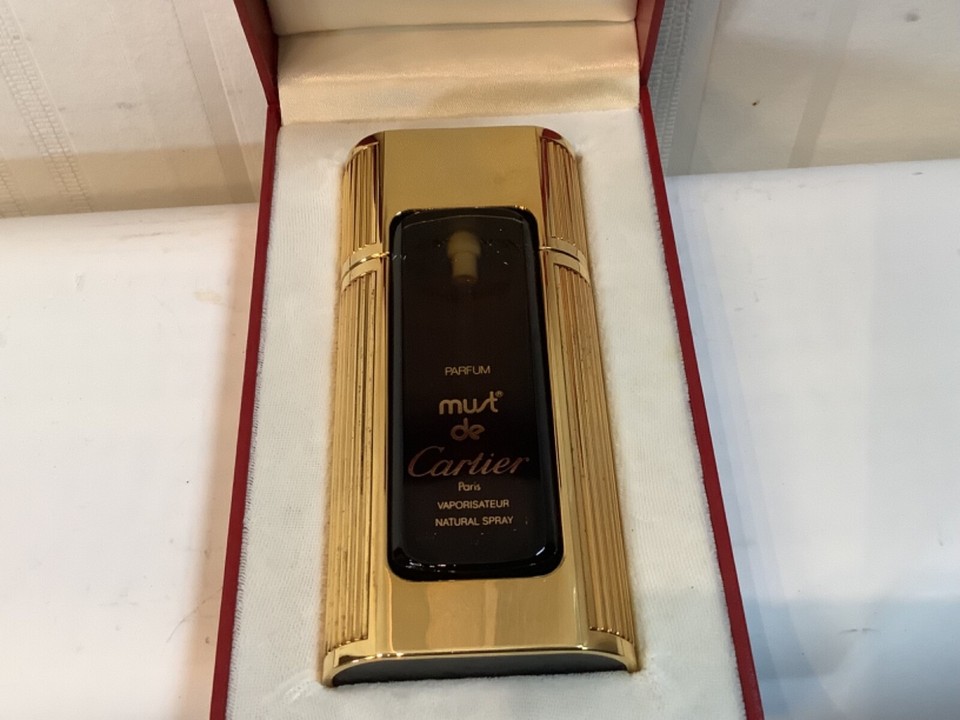 PARFUM
must®
de
Cartier
Paris
VAPORISATEUR
NATURAL SPRAY